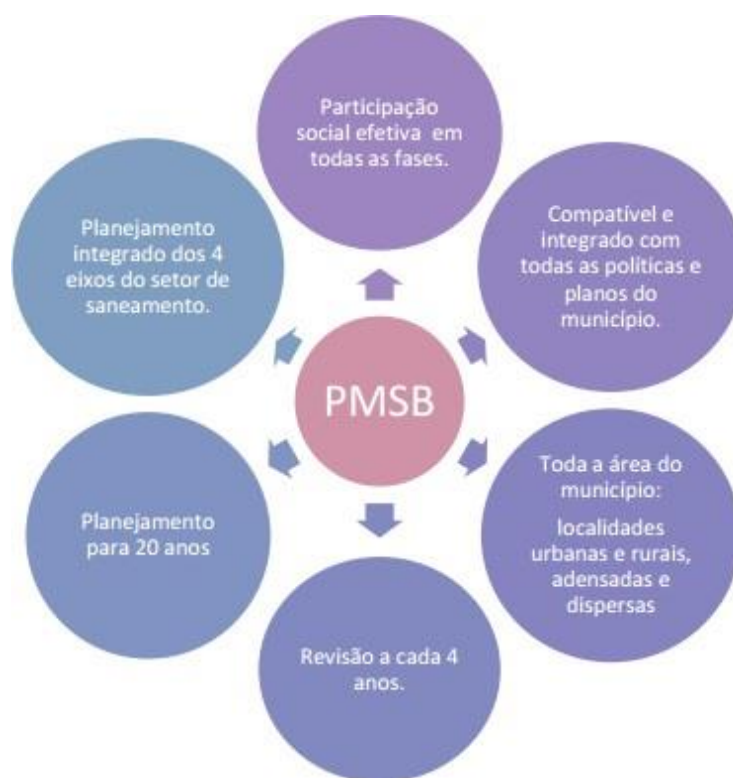 Participação
social efetiva em
todas as fases.
Planejamento
integrado dos 4
eixos do setor de
saneamento.
Compatível e
integrado com
todas as políticas e
planos do
município.
PMSB
Planejamento
para 20 anos
Toda a área do
município:
localidades
urbanas e rurais,
adensadas e
dispersas
Revisão a cada 4
anos.